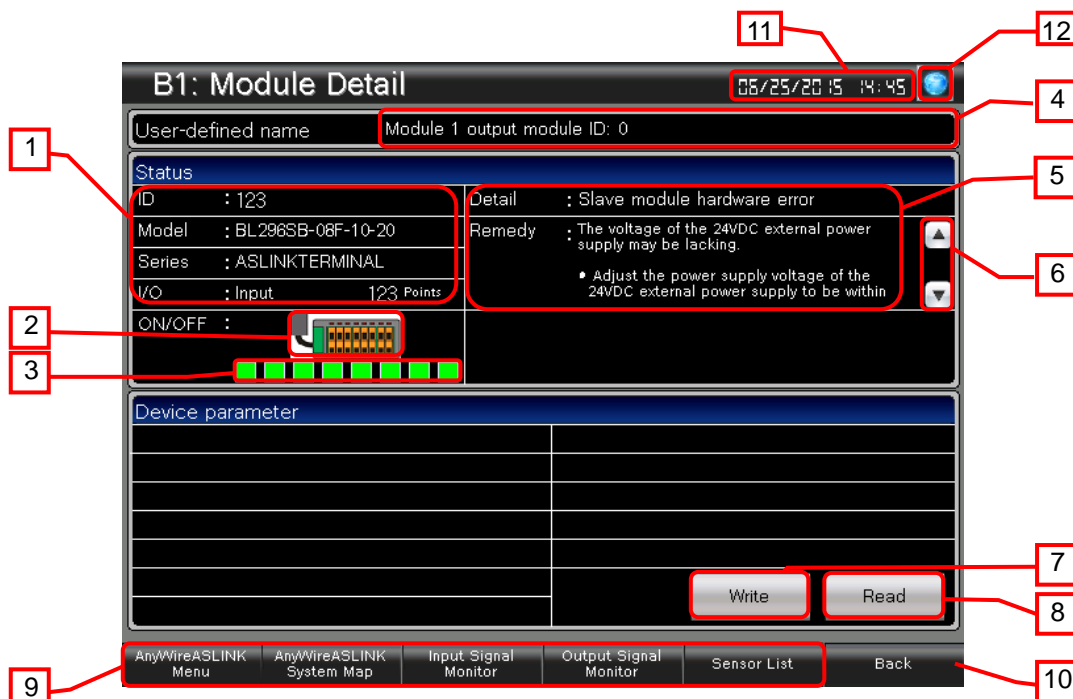 11
12
B1: Module Detail
06/25/2015 14:45
4
User-defined name
Module 1 output module ID: 0
1
Status
5
ID : 123
Detail : Slave module hardware error
Model : BL296SB-08F-10-20
Remedy : The voltage of the 24VDC external power
supply may be lacking.
Series : ASLINKTERMINAL
• Adjust the power supply voltage of the
24VDC external power supply to be within
6
I/O : Input 123 Points
2
ON/OFF :
3
Device parameter
7
Write
Read
8
AnyWireASLINK
Menu
AnyWireASLINK
System Map
Input Signal
Monitor
Output Signal
Monitor
Sensor List
Back
9
10